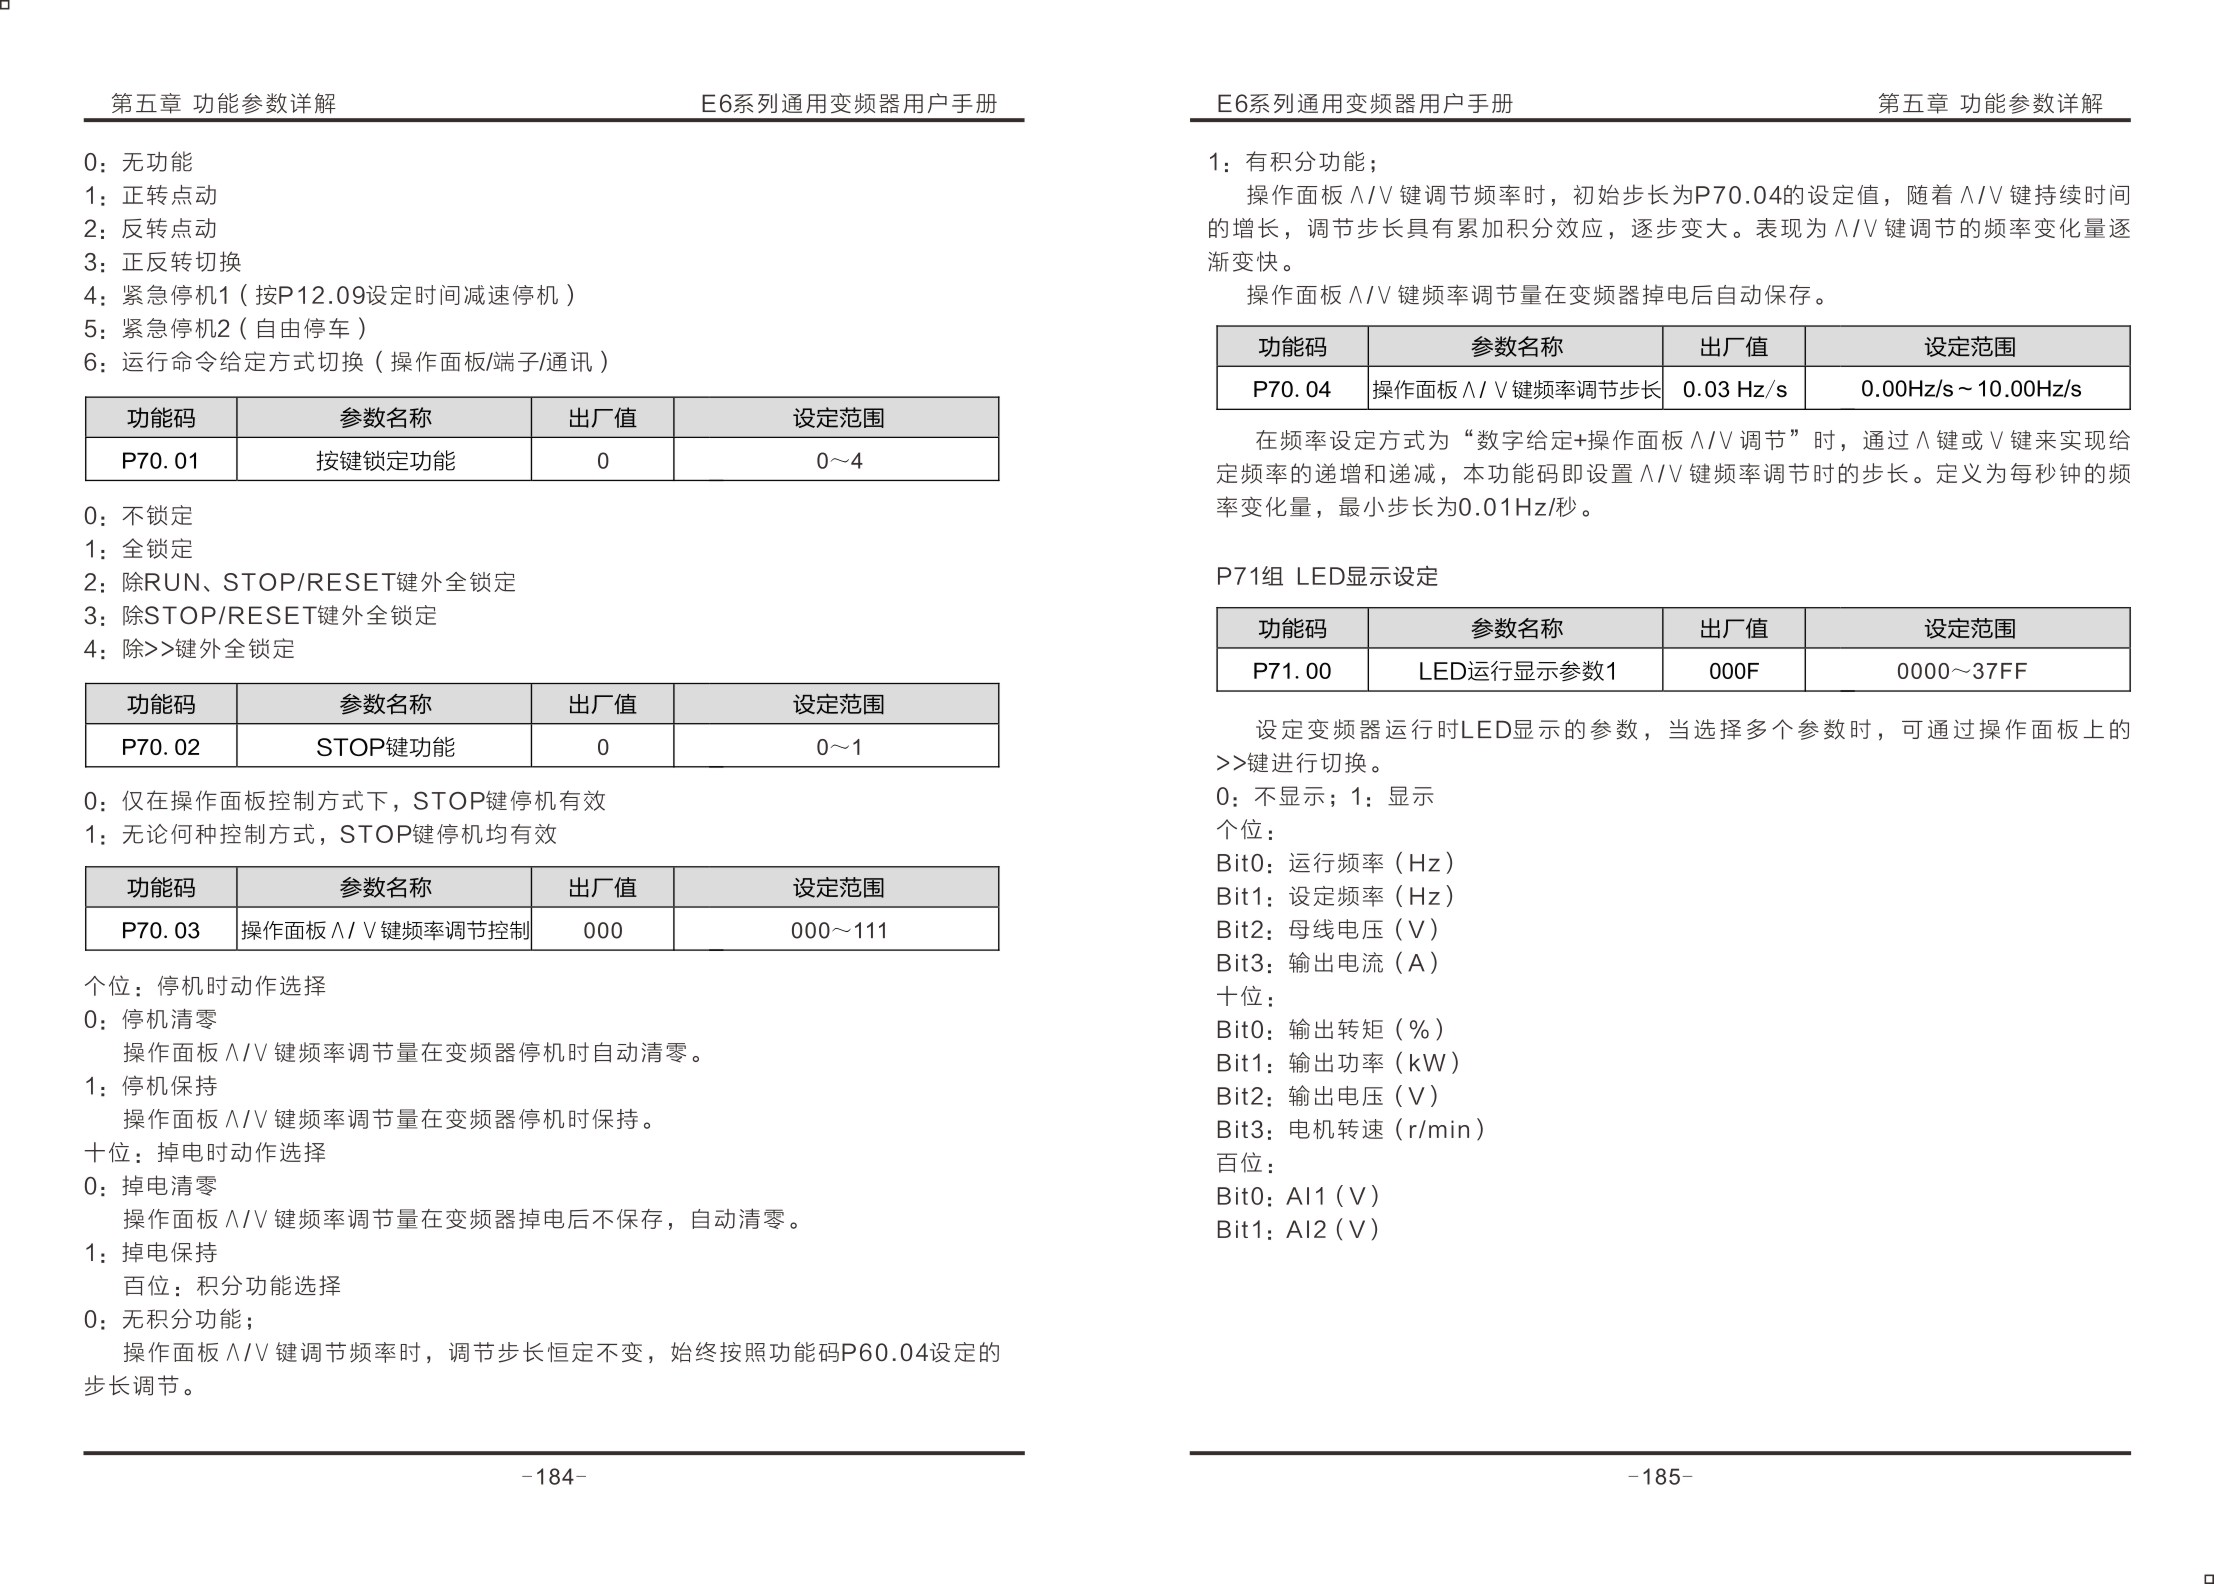 第五章 功能参数详解
E6系列通用变频器用户手册
0：无功能
1：正转点动
2：反转点动
3：正反转切换
4：紧急停机1（按P12.09设定时间减速停机）
5：紧急停机2（自由停车）
6：运行命令给定方式切换（操作面板/端子/通讯）
功能码 参数名称 出厂值 设定范围
P70.01 按键锁定功能 0 0～4
0：不锁定
1：全锁定
2：除RUN、STOP/RESET键外全锁定
3：除STOP/RESET键外全锁定
4：除>>键外全锁定
功能码 参数名称 出厂值 设定范围
P70.02 STOP键功能 0 0～1
0：仅在操作面板控制方式下，STOP键停机有效
1：无论何种控制方式，STOP键停机均有效
功能码 参数名称 出厂值 设定范围
P70.03 操作面板∧/∨键频率调节控制 000 000～111
个位：停机时动作选择
0：停机清零
操作面板∧/∨键频率调节量在变频器停机时自动清零。
1：停机保持
操作面板∧/∨键频率调节量在变频器停机时保持。
十位：掉电时动作选择
0：掉电清零
操作面板∧/∨键频率调节量在变频器掉电后不保存，自动清零。
1：掉电保持
百位：积分功能选择
0：无积分功能；
操作面板∧/∨键调节频率时，调节步长恒定不变，始终按照功能码P60.04设定的
步长调节。
-184-
E6系列通用变频器用户手册
第五章 功能参数详解
1：有积分功能；
操作面板∧/∨键调节频率时，初始步长为P70.04的设定值，随着∧/∨键持续时间
的增长，调节步长具有累加积分效应，逐步变大。表现为∧/∨键调节的频率变化量逐
渐变快。
操作面板∧/∨键频率调节量在变频器掉电后自动保存。
功能码 参数名称 出厂值 设定范围
P70.04 操作面板∧/∨键频率调节步长 0.03 Hz/s 0.00Hz/s～10.00Hz/s
在频率设定方式为“数字给定+操作面板∧/∨调节”时，通过∧键或∨键来实现给
定频率的递增和递减，本功能码即设置∧/∨键频率调节时的步长。定义为每秒钟的频
率变化量，最小步长为0.01Hz/秒。
P71组 LED显示设定
功能码 参数名称 出厂值 设定范围
P71.00 LED运行显示参数1 000F 0000～37FF
设定变频器运行时LED显示的参数，当选择多个参数时，可通过操作面板上的
>>键进行切换。
0：不显示；1：显示
个位：
Bit0：运行频率（Hz）
Bit1：设定频率（Hz）
Bit2：母线电压（V）
Bit3：输出电流（A）
十位：
Bit0：输出转矩（%）
Bit1：输出功率（kW）
Bit2：输出电压（V）
Bit3：电机转速（r/min）
百位：
Bit0：AI1（V）
Bit1：AI2（V）
-185-